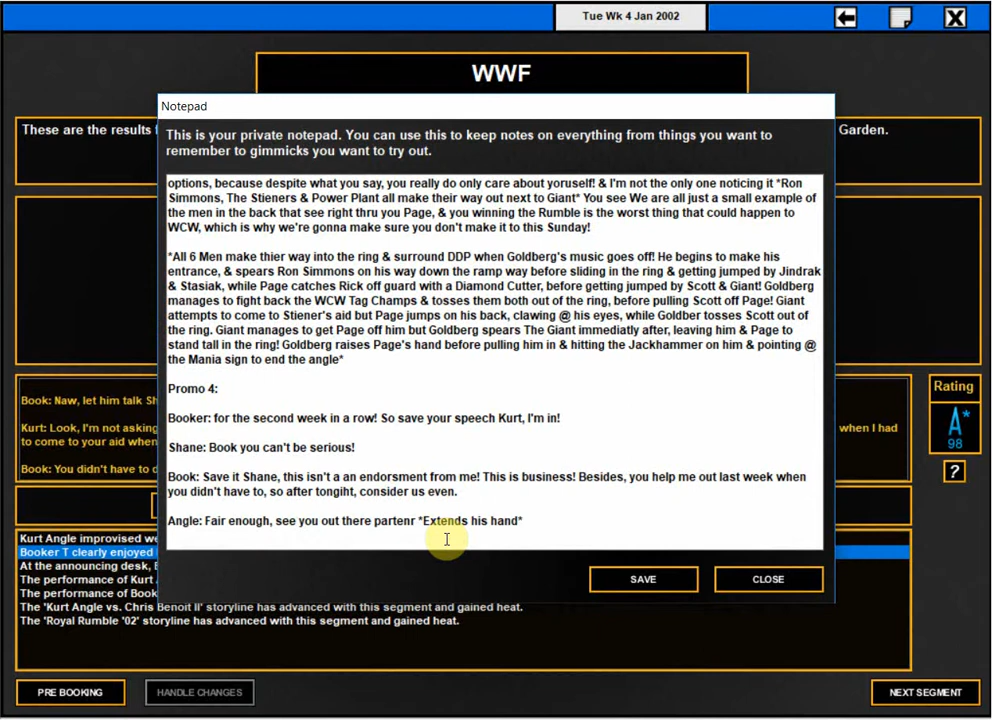 Tue Wk 4 Jan 2002
WWF
These are the results
Garden.
Notepad
This is your private notepad. You can use this to keep notes on everything from things you want to
remember to gimmicks you want to try out.
options, because despite what you say, you really do only care about yoruself! & I'm not the only one noticing it *Ron
Simmons, The Stieners & Power Plant all make their way out next to Giant* You see We are all just a small example of
the men in the back that see right thru you Page, & you winning the Rumble is the worst thing that could happen to
WCW, which is why we're gonna make sure you don't make it to this Sunday!
*All 6 Men make thier way into the ring & surround DDP when Goldberg's music goes off! He begins to make his
entrance, & spears Ron Simmons on his way down the ramp way before sliding in the ring & getting jumped by Jindrak
& Stasiak, while Page catches Rick off guard with a Diamond Cutter, before getting jumped by Scott & Giant! Goldberg
manages to fight back the WCW Tag Champs & tosses them both out of the ring, before pulling Scott off Page! Giant
attempts to come to Stiener's aid but Page jumps on his back, clawing @ his eyes, while Goldber tosses Scott out of
the ring. Giant manages to get Page off him but Goldberg spears The Giant immediatly after, leaving him & Page to
stand tall in the ring! Goldberg raises Page's hand before pulling him in & hitting the Jackhammer on him & pointing @
the Mania sign to end the angle*
Promo 4:
Booker: for the second week in a row! So save your speech Kurt, I'm in!
Shane: Book you can't be serious!
Book: Save it Shane, this isn't a an endorsment from me! This is business! Besides, you help me out last week when
you didn't have to, so after tongiht, consider us even.
Angle: Fair enough, see you out there partenr *Extends his hand*
SAVE
CLOSE
Book: Naw, let him talk
Kurt: Look, I'm not asking
when I had
to come to your aid when
Book: You didn't have to
Rating
A*
98
?
Kurt Angle improvised
Booker T clearly enjoyed
At the announcing desk,
The performance of Kurt
The performance of Book
The 'Kurt Angle vs. Chris Benoit II' storyline has advanced with this segment and gained heat.
The 'Royal Rumble '02' storyline has advanced with this segment and gained heat.
PRE BOOKING
HANDLE CHANGES
NEXT SEGMENT